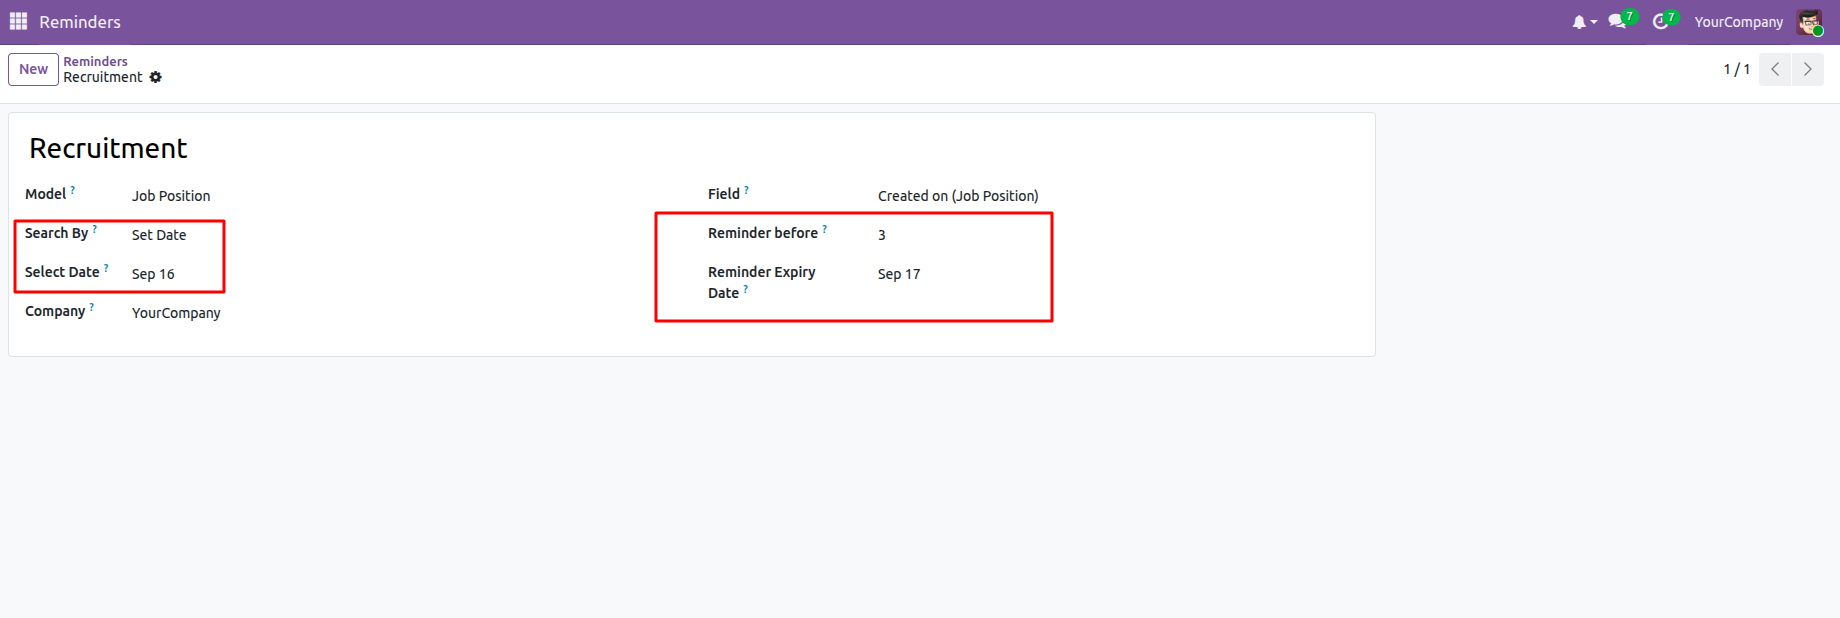 Reminders
7
7
YourCompany
New
Reminders
Recruitment
1 / 1
Recruitment
Model ?
Job Position
Field ?
Created on (Job Position)
Search By ?
Set Date
Reminder before ?
3
Select Date ?
Sep 16
Reminder Expiry
Date ?
Sep 17
Company ?
YourCompany